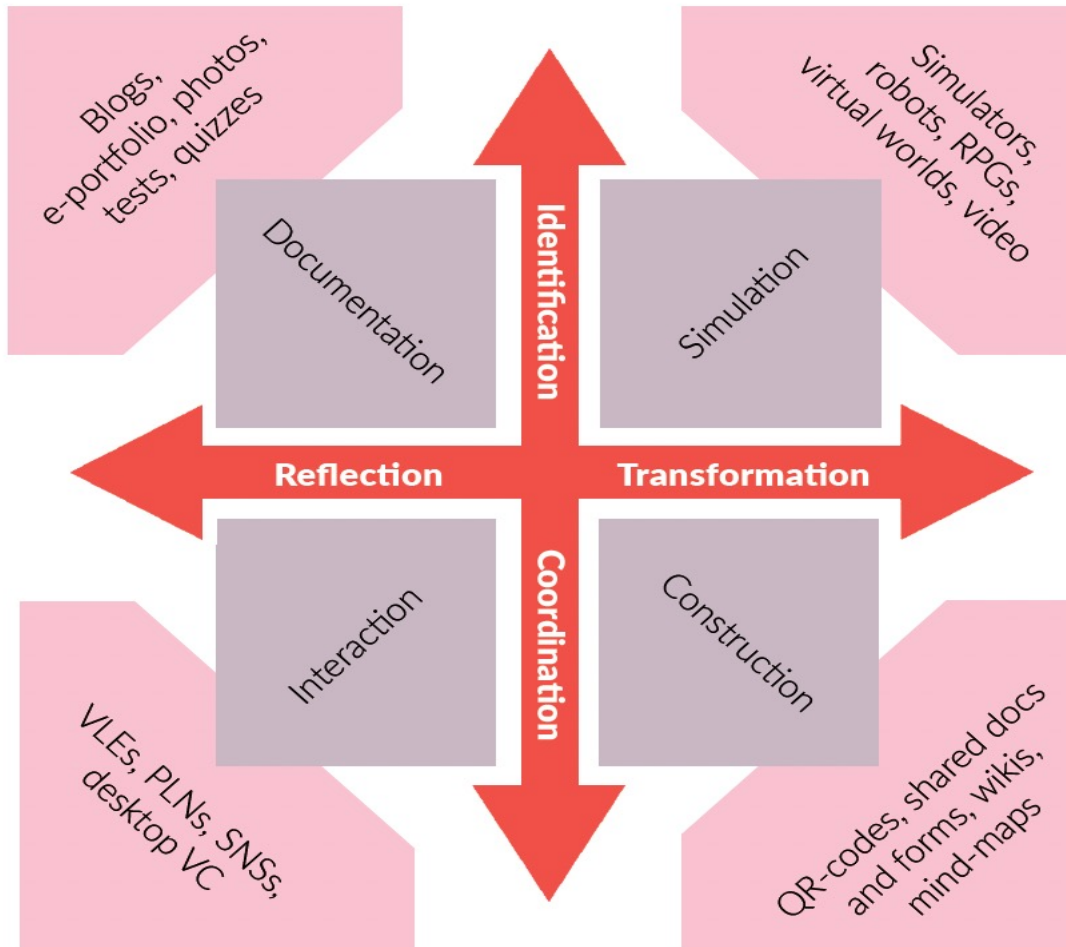 Blogs,
e-portfolio, photos,
tests, quizzes
Simulators,
robots, RPGs,
virtual worlds, video
Documentation
Identification
Simulation
Reflection
Transformation
Interaction
Coordination
Construction
VLEs, PLNs, SNSs,
desktop VC
QR-codes, shared docs
and forms, wikis,
mind-maps